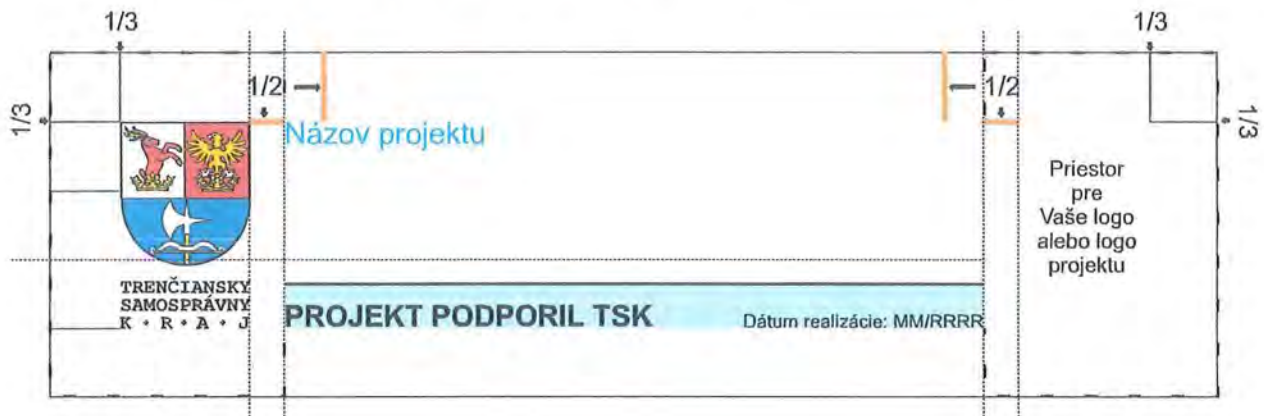 1/3
1/3
1/2
1/2
1/3
1/3
Názov projektu
Priestor
pre
Vaše logo
alebo logo
projektu
TRENČIANSKY
SAMOSPRÁVNY
K • R • A • J
PROJEKT PODPORIL TSK
Dátum realizácie: MM/RRRR